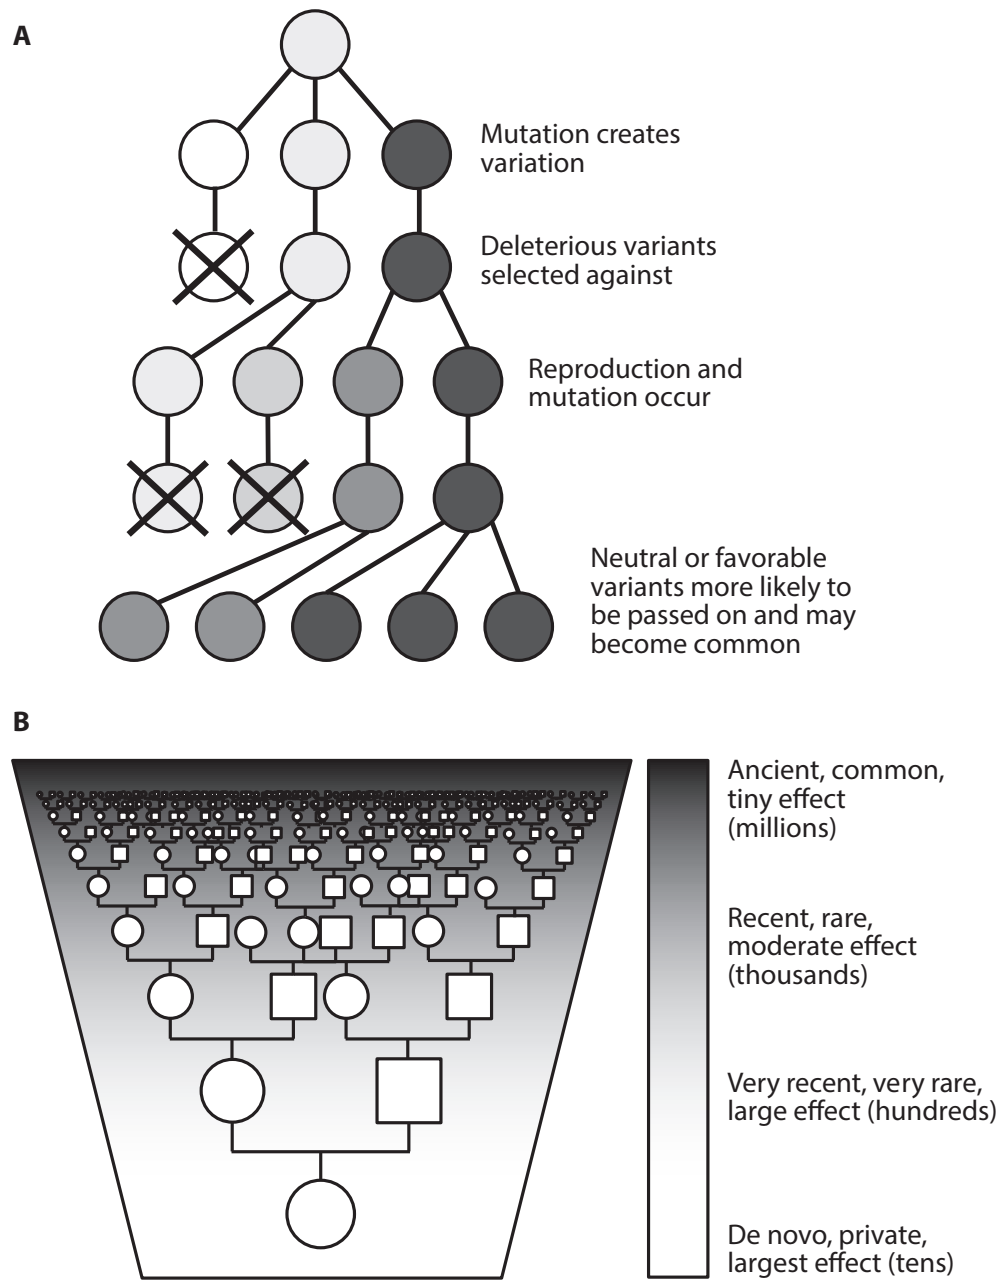 A
Mutation creates
variation
Deleterious variants
selected against
Reproduction and
mutation occur
Neutral or favorable
variants more likely to
be passed on and may
become common
B
Ancient, common,
tiny effect
(millions)
Recent, rare,
moderate effect
(thousands)
Very recent, very rare,
large effect (hundreds)
De novo, private,
largest effect (tens)